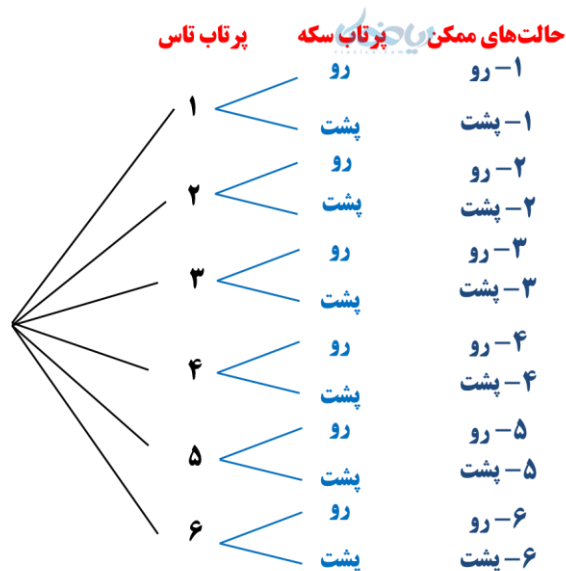 پرتاب تاس پرتاب سکه حالت‌های ممکن
۱ رو ۱- رو
پشت ۱- پشت
۲ رو ۲- رو
پشت ۲- پشت
۳ رو ۳- رو
پشت ۳- پشت
۴ رو ۴- رو
پشت ۴- پشت
۵ رو ۵- رو
پشت ۵- پشت
۶ رو ۶- رو
پشت ۶- پشت